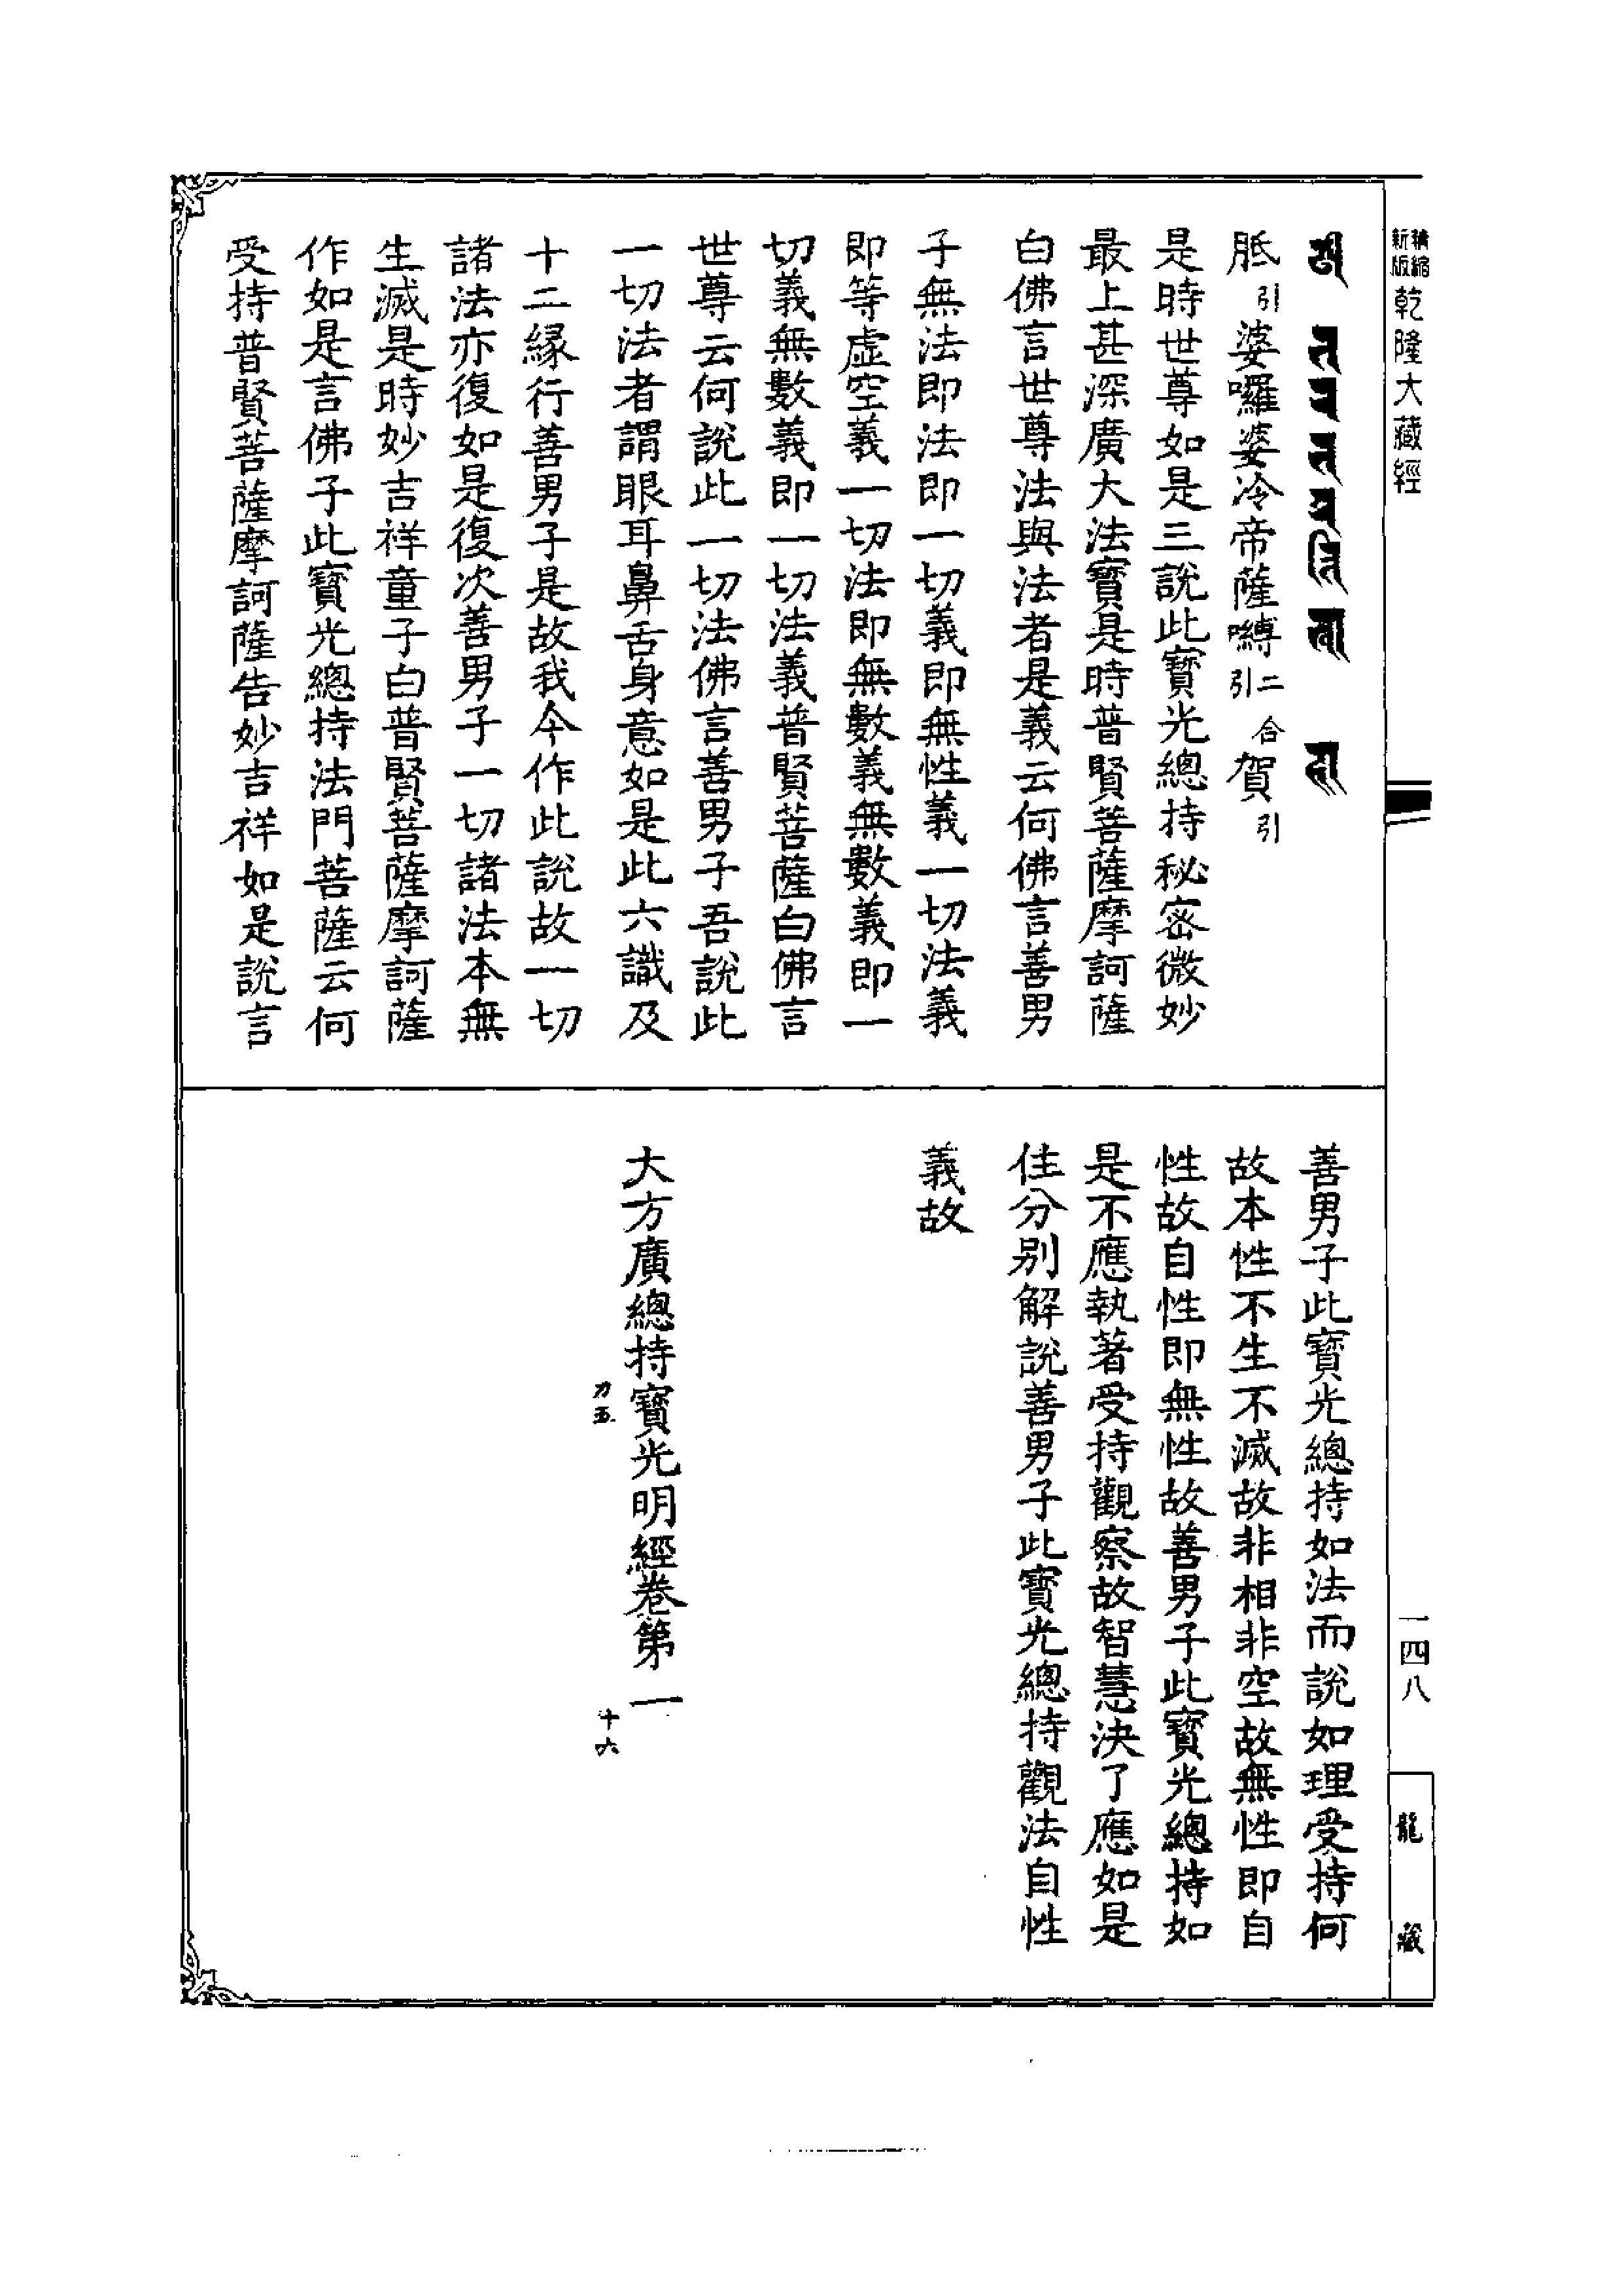 精縮新版乾隆大藏經
胝引婆囉婆冷帝薩嚩二合引賀引
是時世尊如是三說此寶光總持秘密微妙
最上甚深廣大法寶是時普賢菩薩摩訶薩
白佛言世尊法與法者是義云何佛言善男
子無法即法即一切義即無性義一切法義
即等虛空義一切法即無數義無數義即一
切義無數義即一切法義普賢菩薩白佛言
世尊云何說此一切法佛言善男子吾說此
一切法者謂眼耳鼻舌身意如是此六識及
十二緣行善男子是故我今作此說故一切
諸法亦復如是復次善男子一切諸法本無
生滅是時妙吉祥童子白普賢菩薩摩訶薩
作如是言佛子此寶光總持法門菩薩云何
受持普賢菩薩摩訶薩告妙吉祥如是說言
善男子此寶光總持如法而說如理受持何
故本性不生不滅故非相非空故無性即自
性故自性即無性故善男子此寶光總持如
是不應執著受持觀察故智慧決了應如是
住分別解說善男子此寶光總持觀法自性
義故
大方廣總持寶光明經卷第一
力五
十六
一四八
龍藏